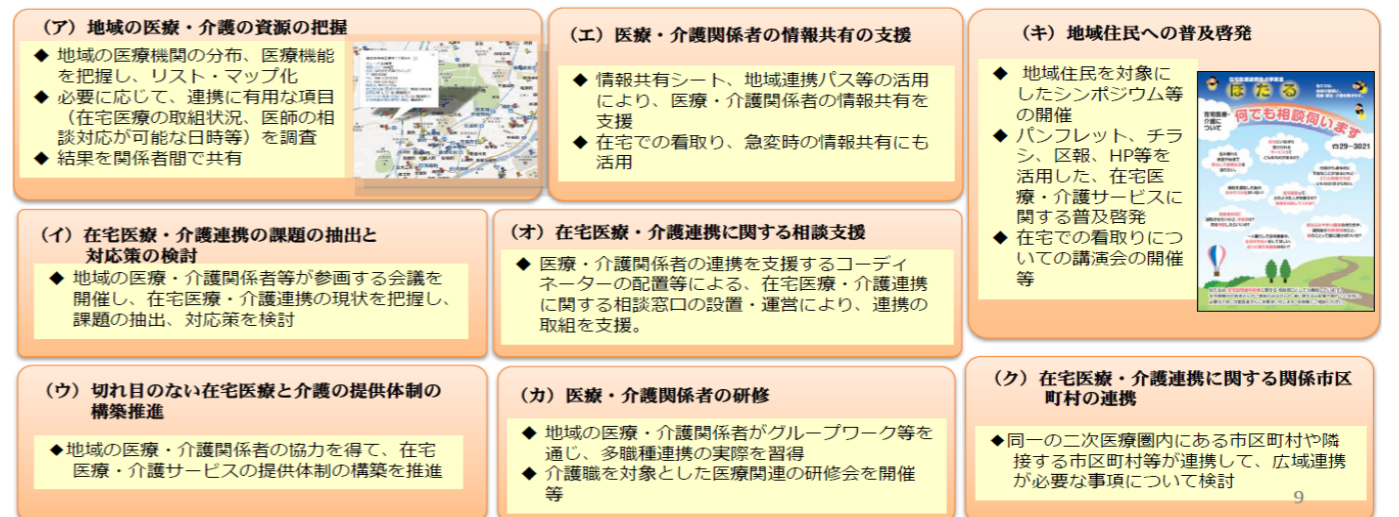 （ア）地域の医療・介護の資源の把握
◆ 地域の医療機関の分布、医療機能
を把握し、リスト・マップ化
◆ 必要に応じて、連携に有用な項目
（在宅医療の取組状況、医師の相
談対応が可能な日時等）を調査
◆ 結果を関係者間で共有
（イ）在宅医療・介護連携の課題の抽出と
対応策の検討
◆ 地域の医療・介護関係者等が参画する会議を
開催し、在宅医療・介護連携の現状を把握し、
課題の抽出、対応策を検討
（ウ）切れ目のない在宅医療と介護の提供体制の
構築推進
◆地域の医療・介護関係者の協力を得て、在宅
医療・介護サービスの提供体制の構築を推進
（エ）医療・介護関係者の情報共有の支援
◆ 情報共有シート、地域連携パス等の活用
により、医療・介護関係者の情報共有を
支援
◆ 在宅での看取り、急変時の情報共有にも
活用
（オ）在宅医療・介護連携に関する相談支援
◆ 医療・介護関係者の連携を支援するコーディ
ネーターの配置等による、在宅医療・介護連携
に関する相談窓口の設置・運営により、連携の
取組を支援。
（カ）医療・介護関係者の研修
◆ 地域の医療・介護関係者がグループワーク等を
通じ、多職種連携の実際を習得
◆ 介護職を対象とした医療関連の研修会を開催
等
（キ）地域住民への普及啓発
◆ 地域住民を対象に
したシンポジウム等
の開催
◆ パンフレット、チラ
シ、区報、HP等を
活用した、在宅医
療・介護サービスに
関する普及啓発
◆ 在宅での看取りにつ
いての講演会の開催
等
ほたる
在宅医療・
介護に
ついて
何でも相談伺います
☎29-3021
（ク）在宅医療・介護連携に関する関係市区
町村の連携
◆同一の二次医療圏内にある市区町村や隣
接する市区町村等が連携して、広域連携
が必要な事項について検討
9